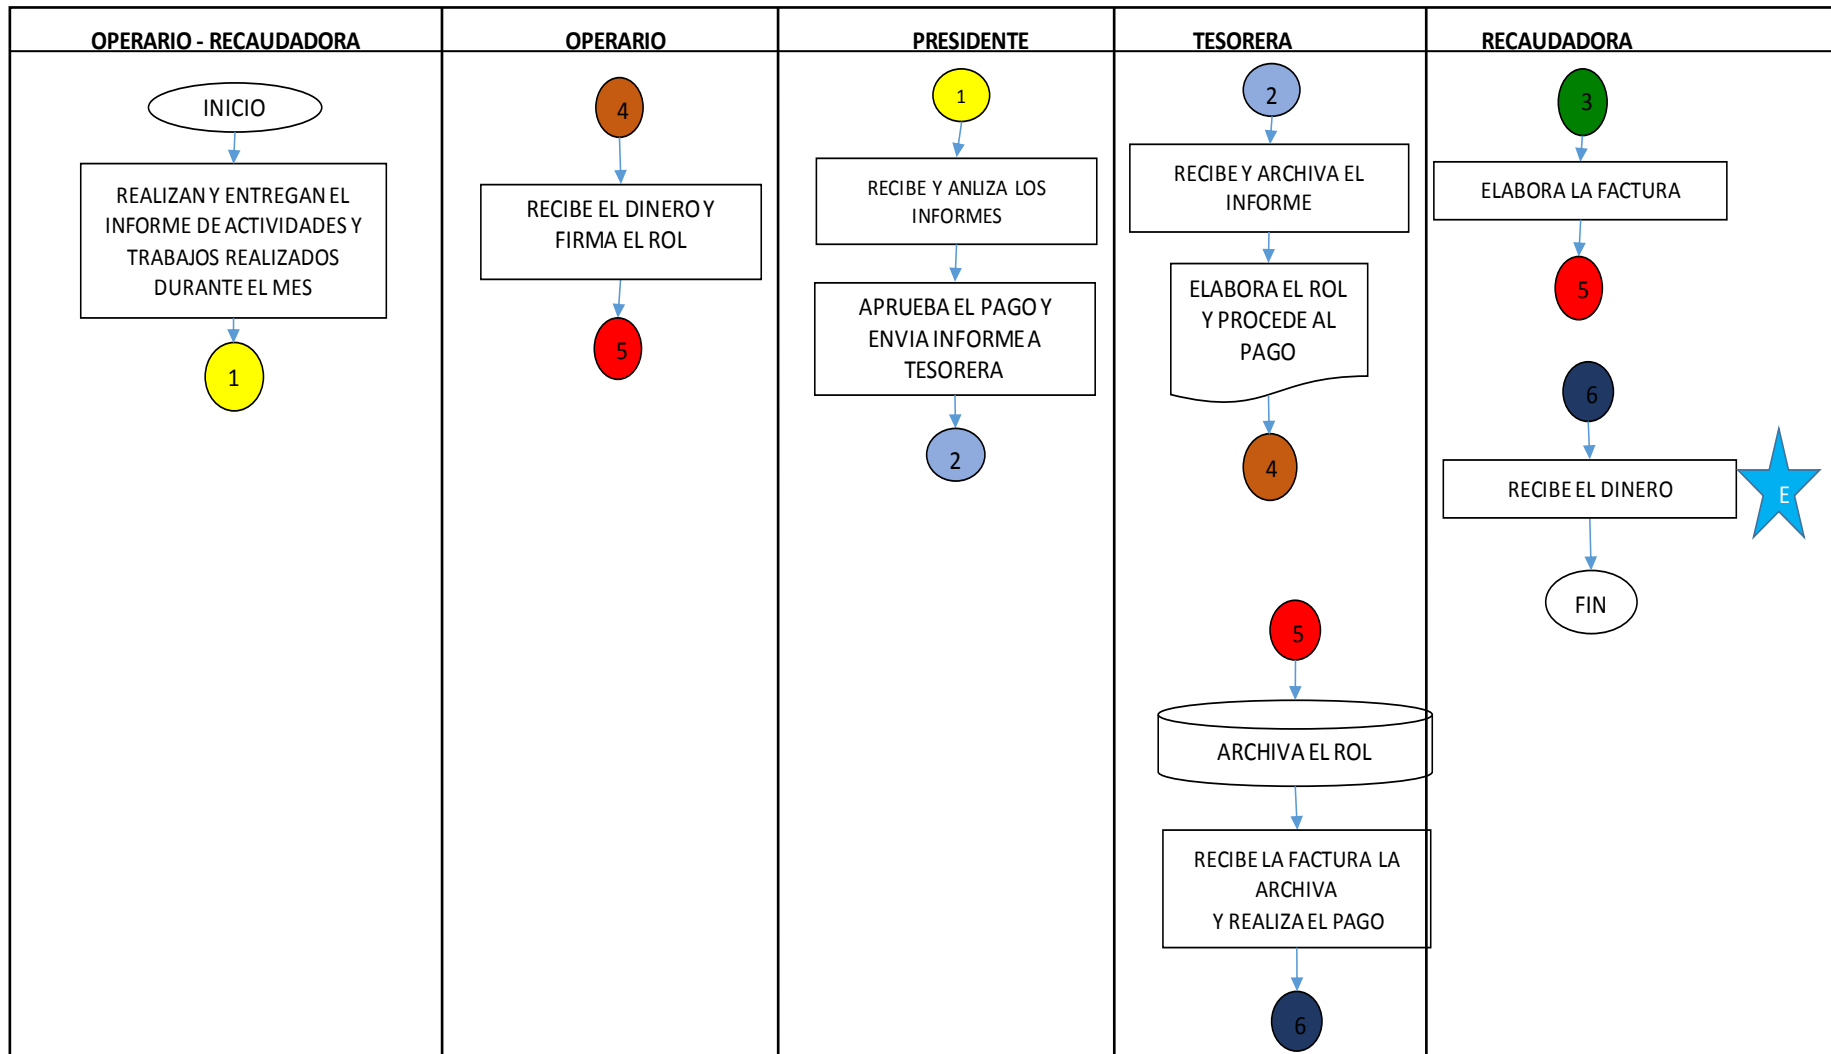 OPERARIO - RECAUDADORA
OPERARIO
PRESIDENTE
TESORERA
RECAUDADORA
INICIO
REALIZAN Y ENTREGAN EL
INFORME DE ACTIVIDADES Y
TRABAJOS REALIZADOS
DURANTE EL MES
1
4
RECIBE EL DINERO Y
FIRMA EL ROL
5
1
RECIBE Y ANLIZA LOS
INFORMES
APRUEBA EL PAGO Y
ENVIA INFORME A
TESORERA
2
2
RECIBE Y ARCHIVA EL
INFORME
ELABORA EL ROL
Y PROCEDE AL
PAGO
4
5
ARCHIVA EL ROL
RECIBE LA FACTURA LA
ARCHIVA
Y REALIZA EL PAGO
6
3
ELABORA LA FACTURA
5
6
RECIBE EL DINERO
E
FIN